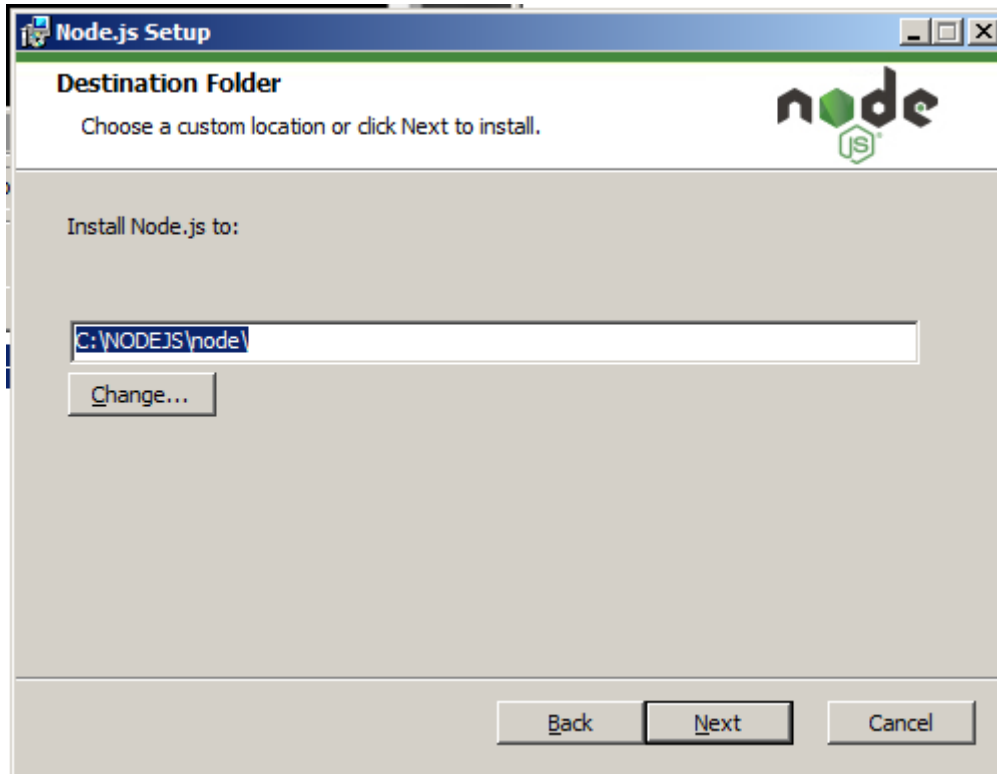 Node.js Setup
Destination Folder
Choose a custom location or click Next to install.
node
JS
Install Node.js to:
C:\NODEJS\node\
Change...
Back
Next
Cancel